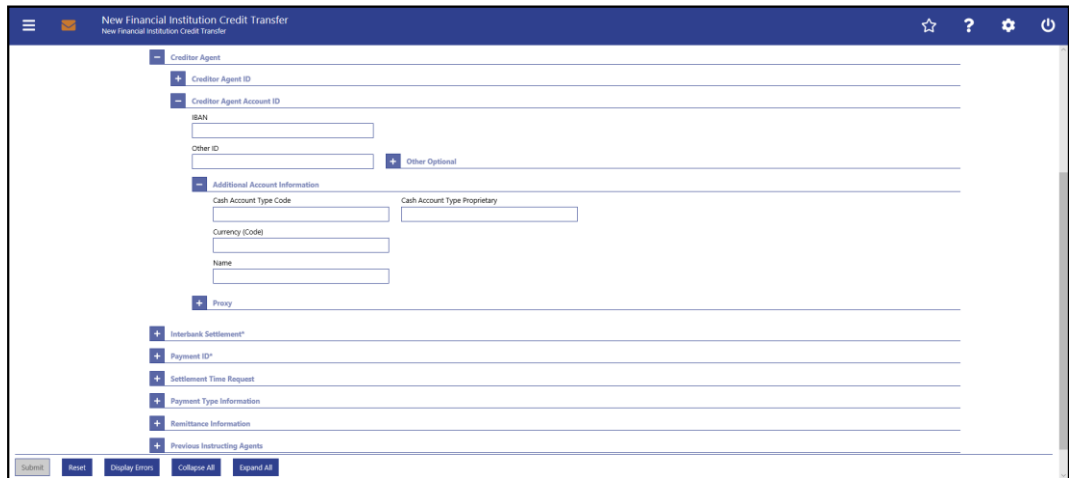 New Financial Institution Credit Transfer
New Financial Institution Credit Transfer
Creditor Agent
Creditor Agent ID
Creditor Agent Account ID
IBAN
Other ID
Other Optional
Additional Account Information
Cash Account Type Code Cash Account Type Proprietary
Currency (Code)
Name
Proxy
Interbank Settlement*
Payment ID*
Settlement Time Request
Payment Type Information
Remittance Information
Previous Instructing Agents
Submit Reset Display Errors Collapse All Expand All